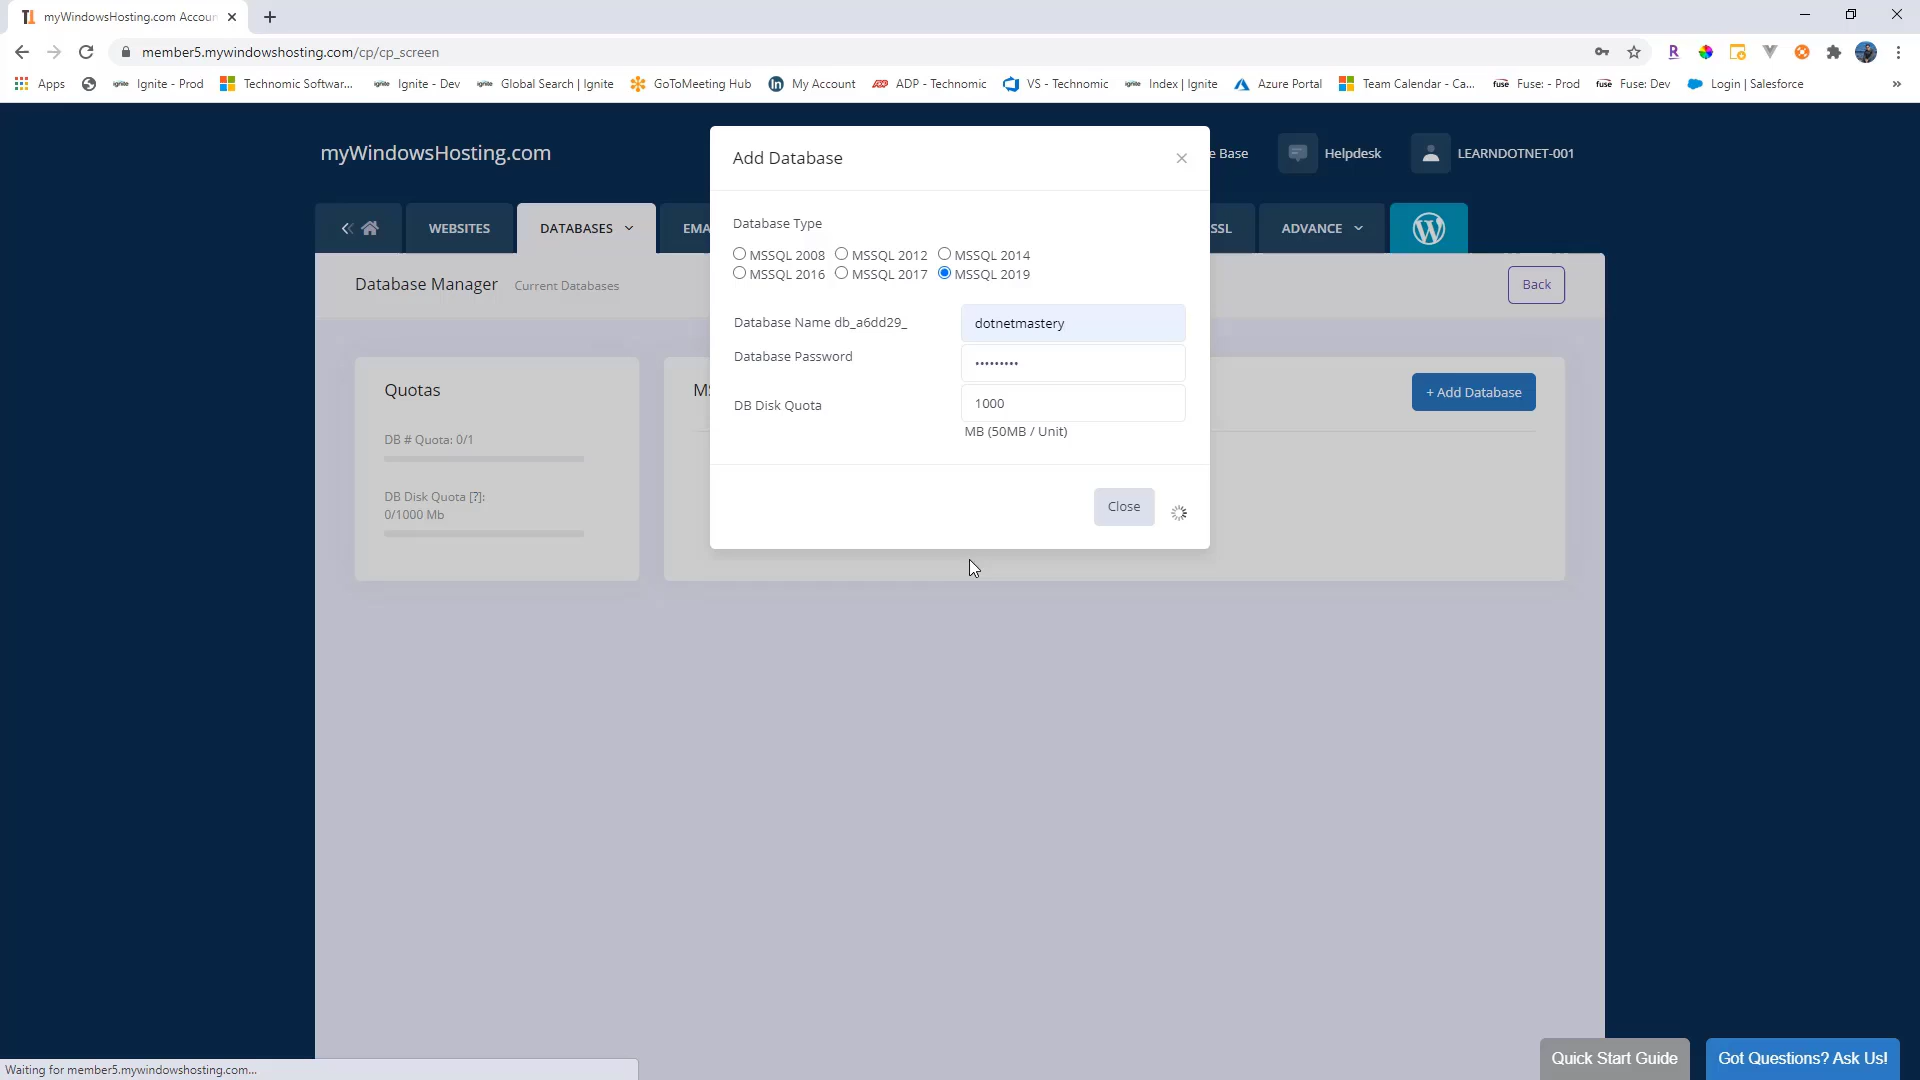 myWindowsHosting.com Accoun
member5.mywindowshosting.com/cp/cp_screen
Apps
Ignite - Prod
Technomic Softwar...
Ignite - Dev
Global Search | Ignite
GoToMeeting Hub
My Account
ADP - Technomic
VS - Technomic
Index | Ignite
Azure Portal
Team Calendar - Ca...
Fuse: - Prod
Fuse: Dev
Login | Salesforce
»
myWindowsHosting.com
e Base
Helpdesk
LEARNDOTNET-001
WEBSITES
DATABASES
EMA
SSL
ADVANCE
Database Manager Current Databases
Back
Quotas
DB # Quota: 0/1
DB Disk Quota [?]:
0/1000 Mb
MS
+ Add Database
Add Database
Database Type
MSSQL 2008 MSSQL 2012 MSSQL 2014
MSSQL 2016 MSSQL 2017 MSSQL 2019
Database Name db_a6dd29_ dotnetmastery
Database Password •••••••••
DB Disk Quota 1000
MB (50MB / Unit)
Close
Quick Start Guide
Got Questions? Ask Us!
Waiting for member5.mywindowshosting.com...